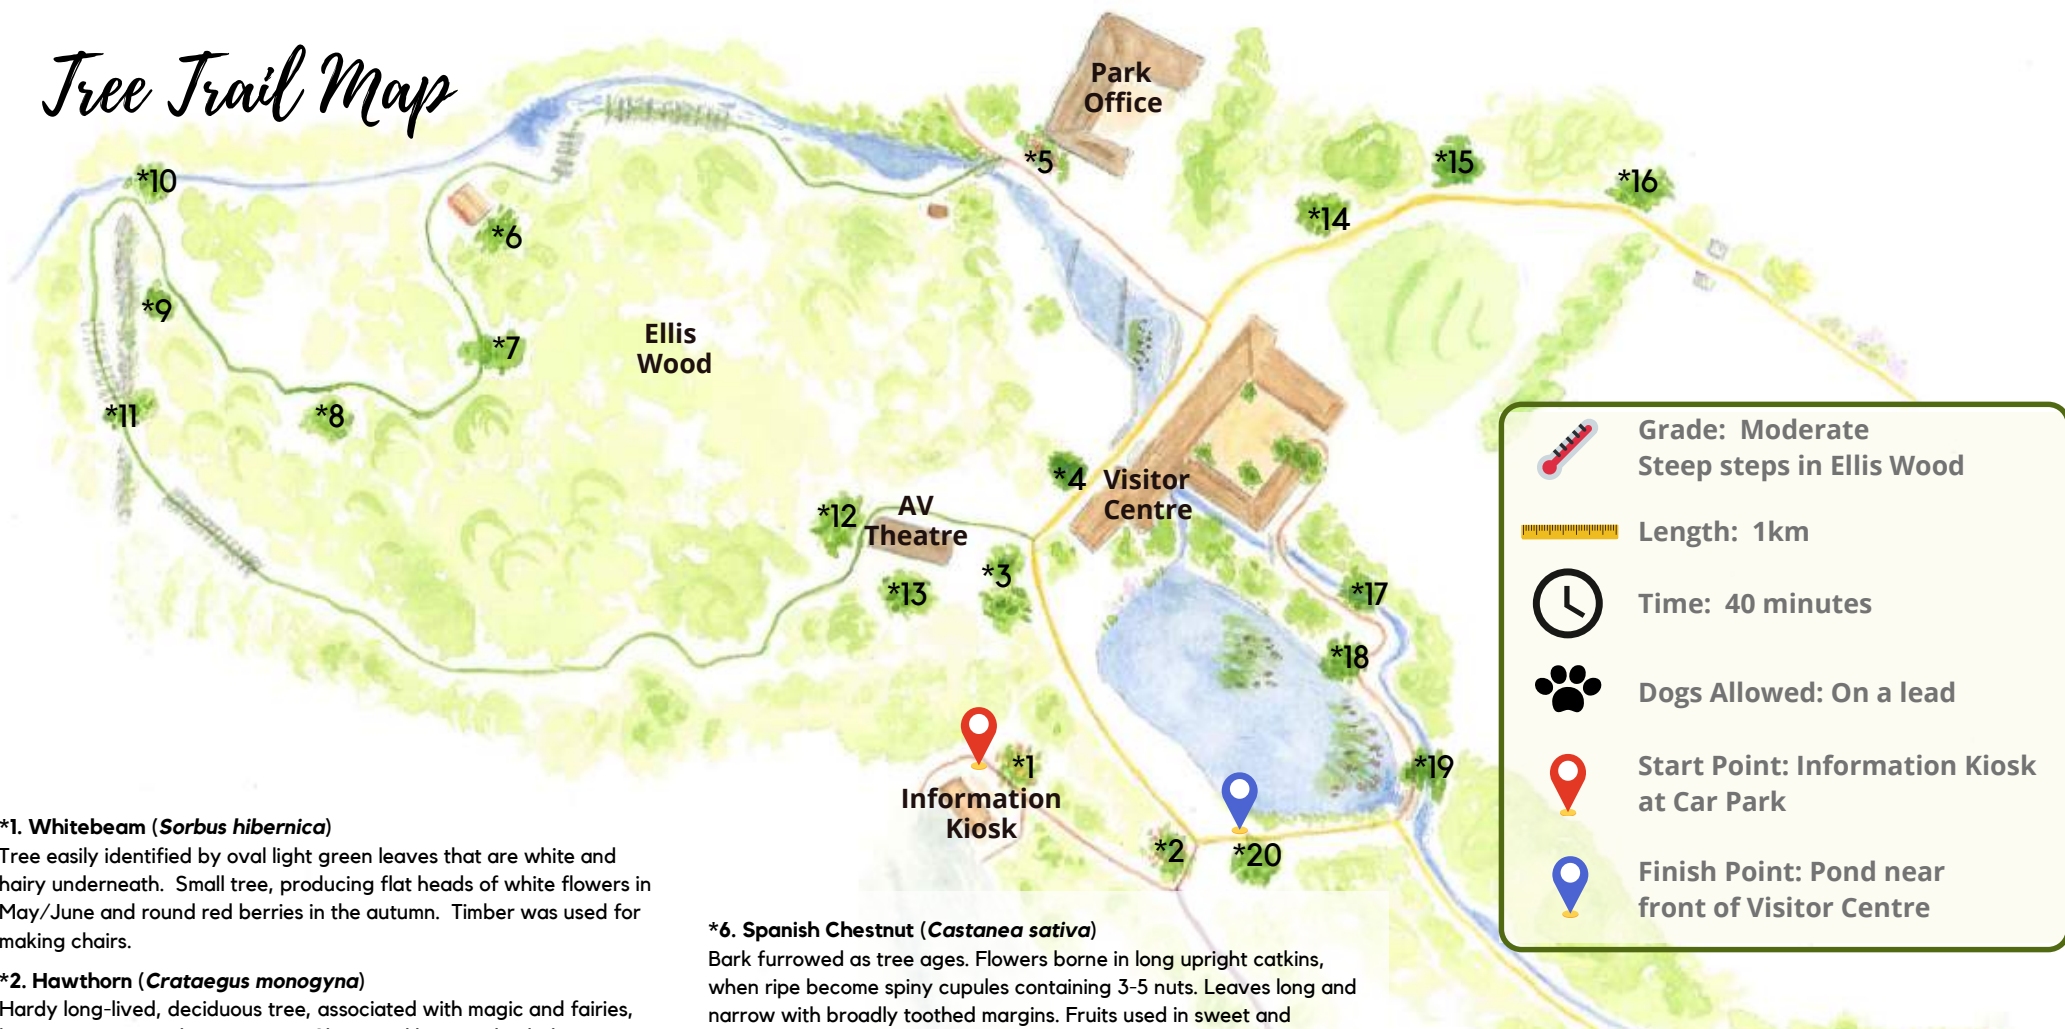 Tree Trail Map
Park
Office
*5
*15
*16
*14
*10
*6
*9
*7
Ellis
Wood
*8
*11
*4
Visitor
Centre
*12
AV
Theatre
*3
*13
*17
*18
*1
Information
Kiosk
*19
*2
*20
Grade: Moderate
Steep steps in Ellis Wood
Length: 1km
Time: 40 minutes
Dogs Allowed: On a lead
Start Point: Information Kiosk
at Car Park
Finish Point: Pond near
front of Visitor Centre
*1. Whitebeam (Sorbus hibernica)
Tree easily identified by oval light green leaves that are white and
hairy underneath. Small tree, producing flat heads of white flowers in
May/June and round red berries in the autumn. Timber was used for
making chairs.
*2. Hawthorn (Crataegus monogyna)
Hardy long-lived, deciduous tree, associated with magic and fairies,
*6. Spanish Chestnut (Castanea sativa)
Bark furrowed as tree ages. Flowers borne in long upright catkins,
when ripe become spiny cupules containing 3-5 nuts. Leaves long and
narrow with broadly toothed margins. Fruits used in sweet and